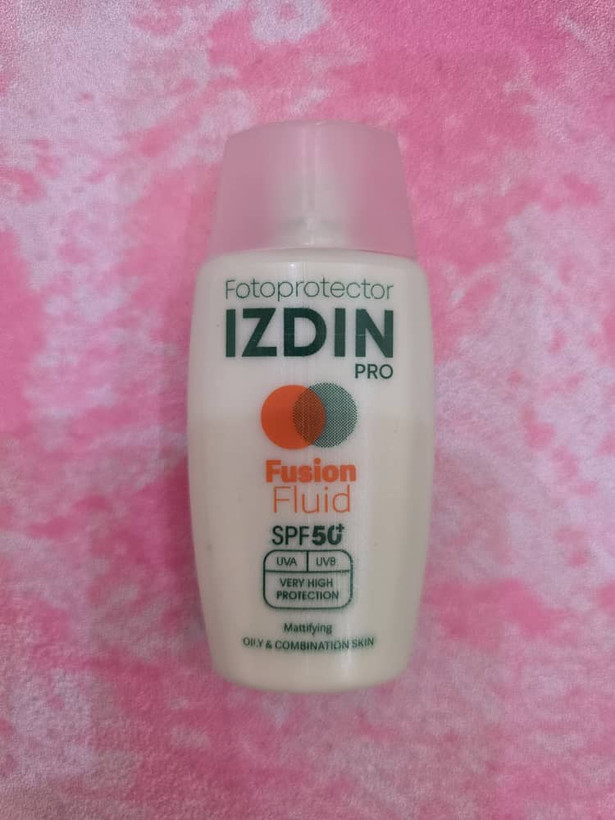 Fotoprotector
IZDIN
PRO
Fusion
Fluid
SPF50+
UVA UVB
VERY HIGH
PROTECTION
Mattifying
OILY & COMBINATION SKIN